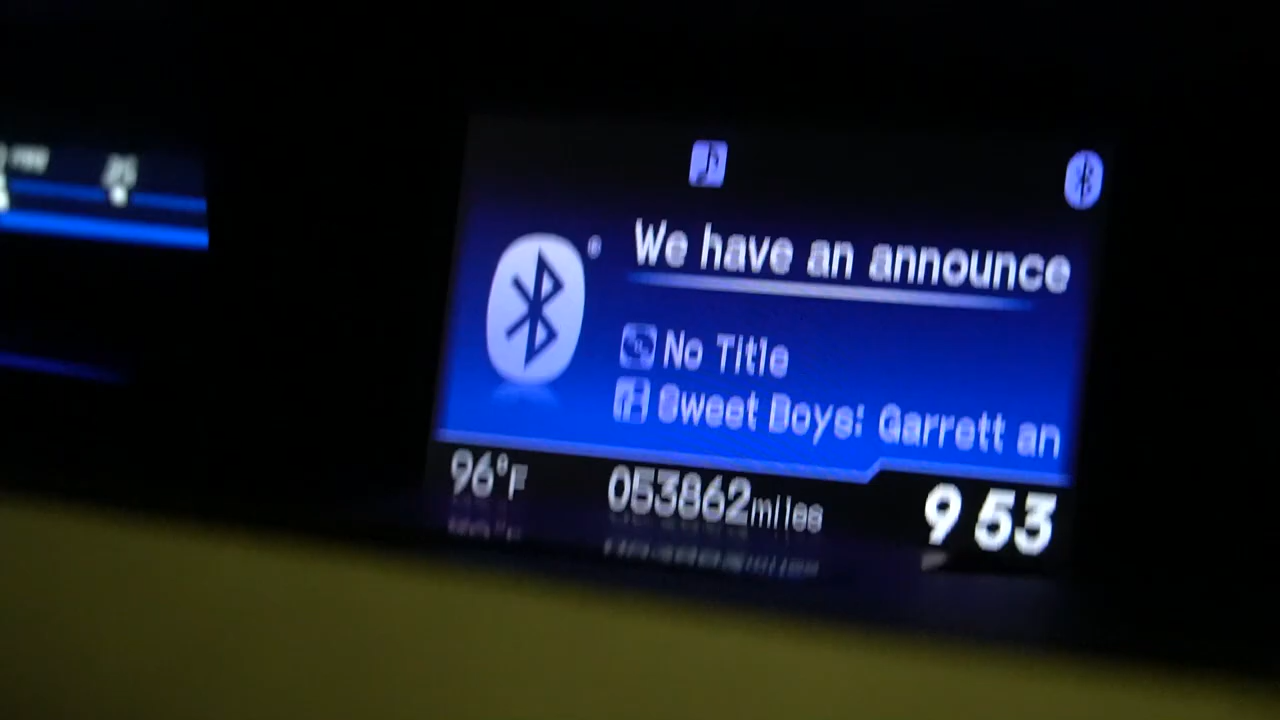 We have an announce
No Title
Sweet Boys: Garrett an
96°F 053862miles 9 53